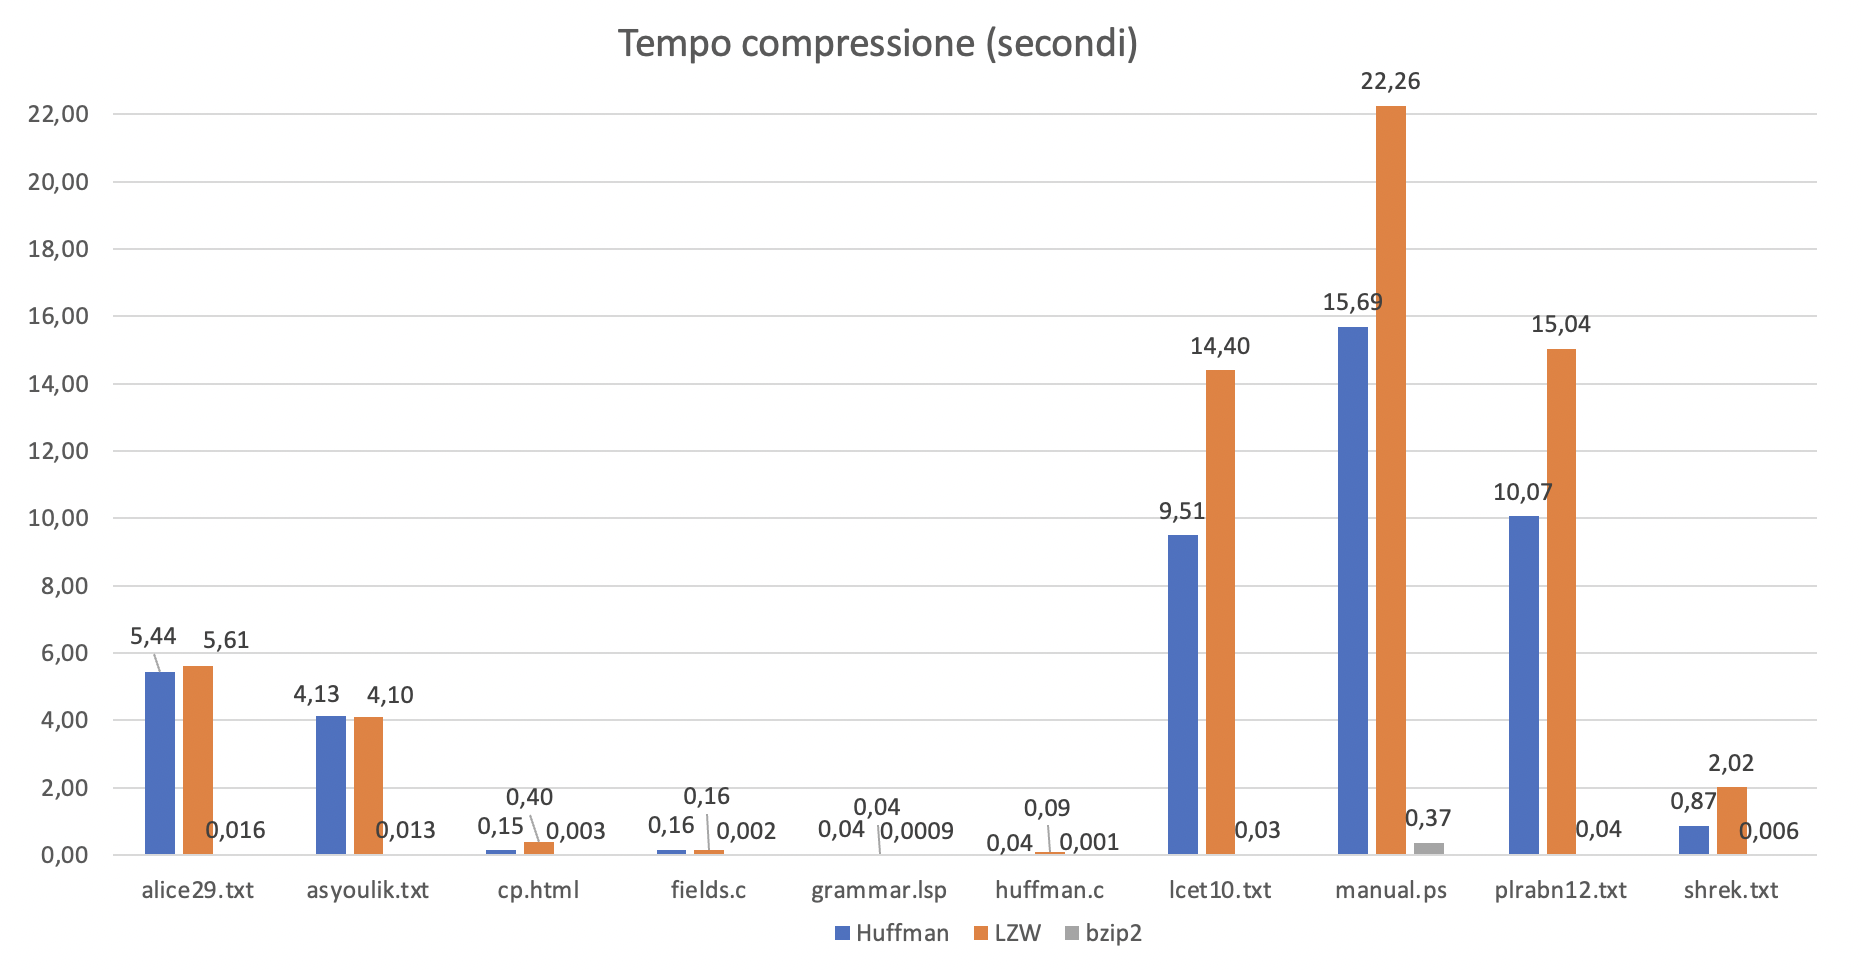 Tempo compressione (secondi)
22,00
20,00
18,00
16,00
14,00
12,00
10,00
8,00
6,00
4,00
2,00
0,00
5,44 5,61 0,016
4,13 4,10 0,013
0,15 0,40 0,003
0,16 0,16 0,002
0,04 0,04 0,0009
0,04 0,09 0,001
9,51 14,40 0,03
15,69 22,26 0,37
10,07 15,04 0,04
0,87 2,02 0,006
alice29.txt asyoulik.txt cp.html fields.c grammar.lsp huffman.c lcet10.txt manual.ps plrabn12.txt shrek.txt
Huffman LZW bzip2